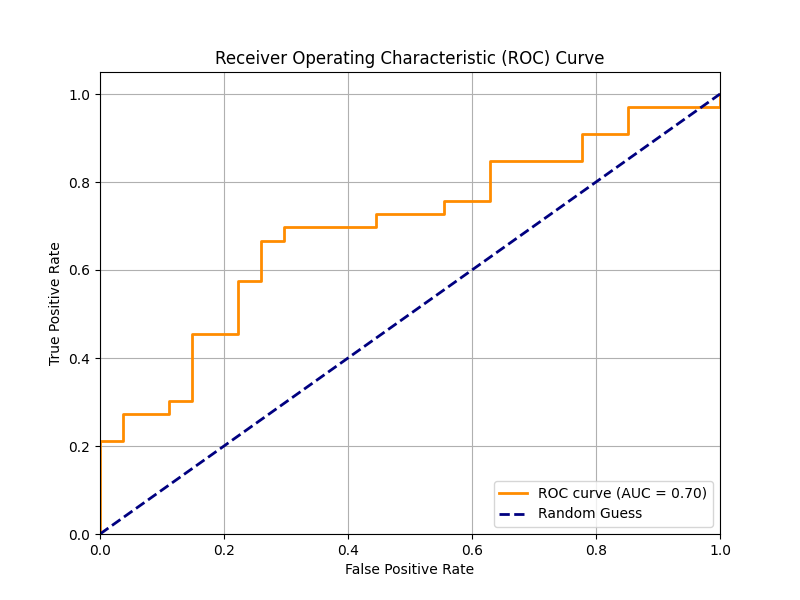 Receiver Operating Characteristic (ROC) Curve
1.0
0.8
0.6
0.4
0.2
0.0
True Positive Rate
ROC curve (AUC = 0.70)
Random Guess
0.0 0.2 0.4 0.6 0.8 1.0
False Positive Rate